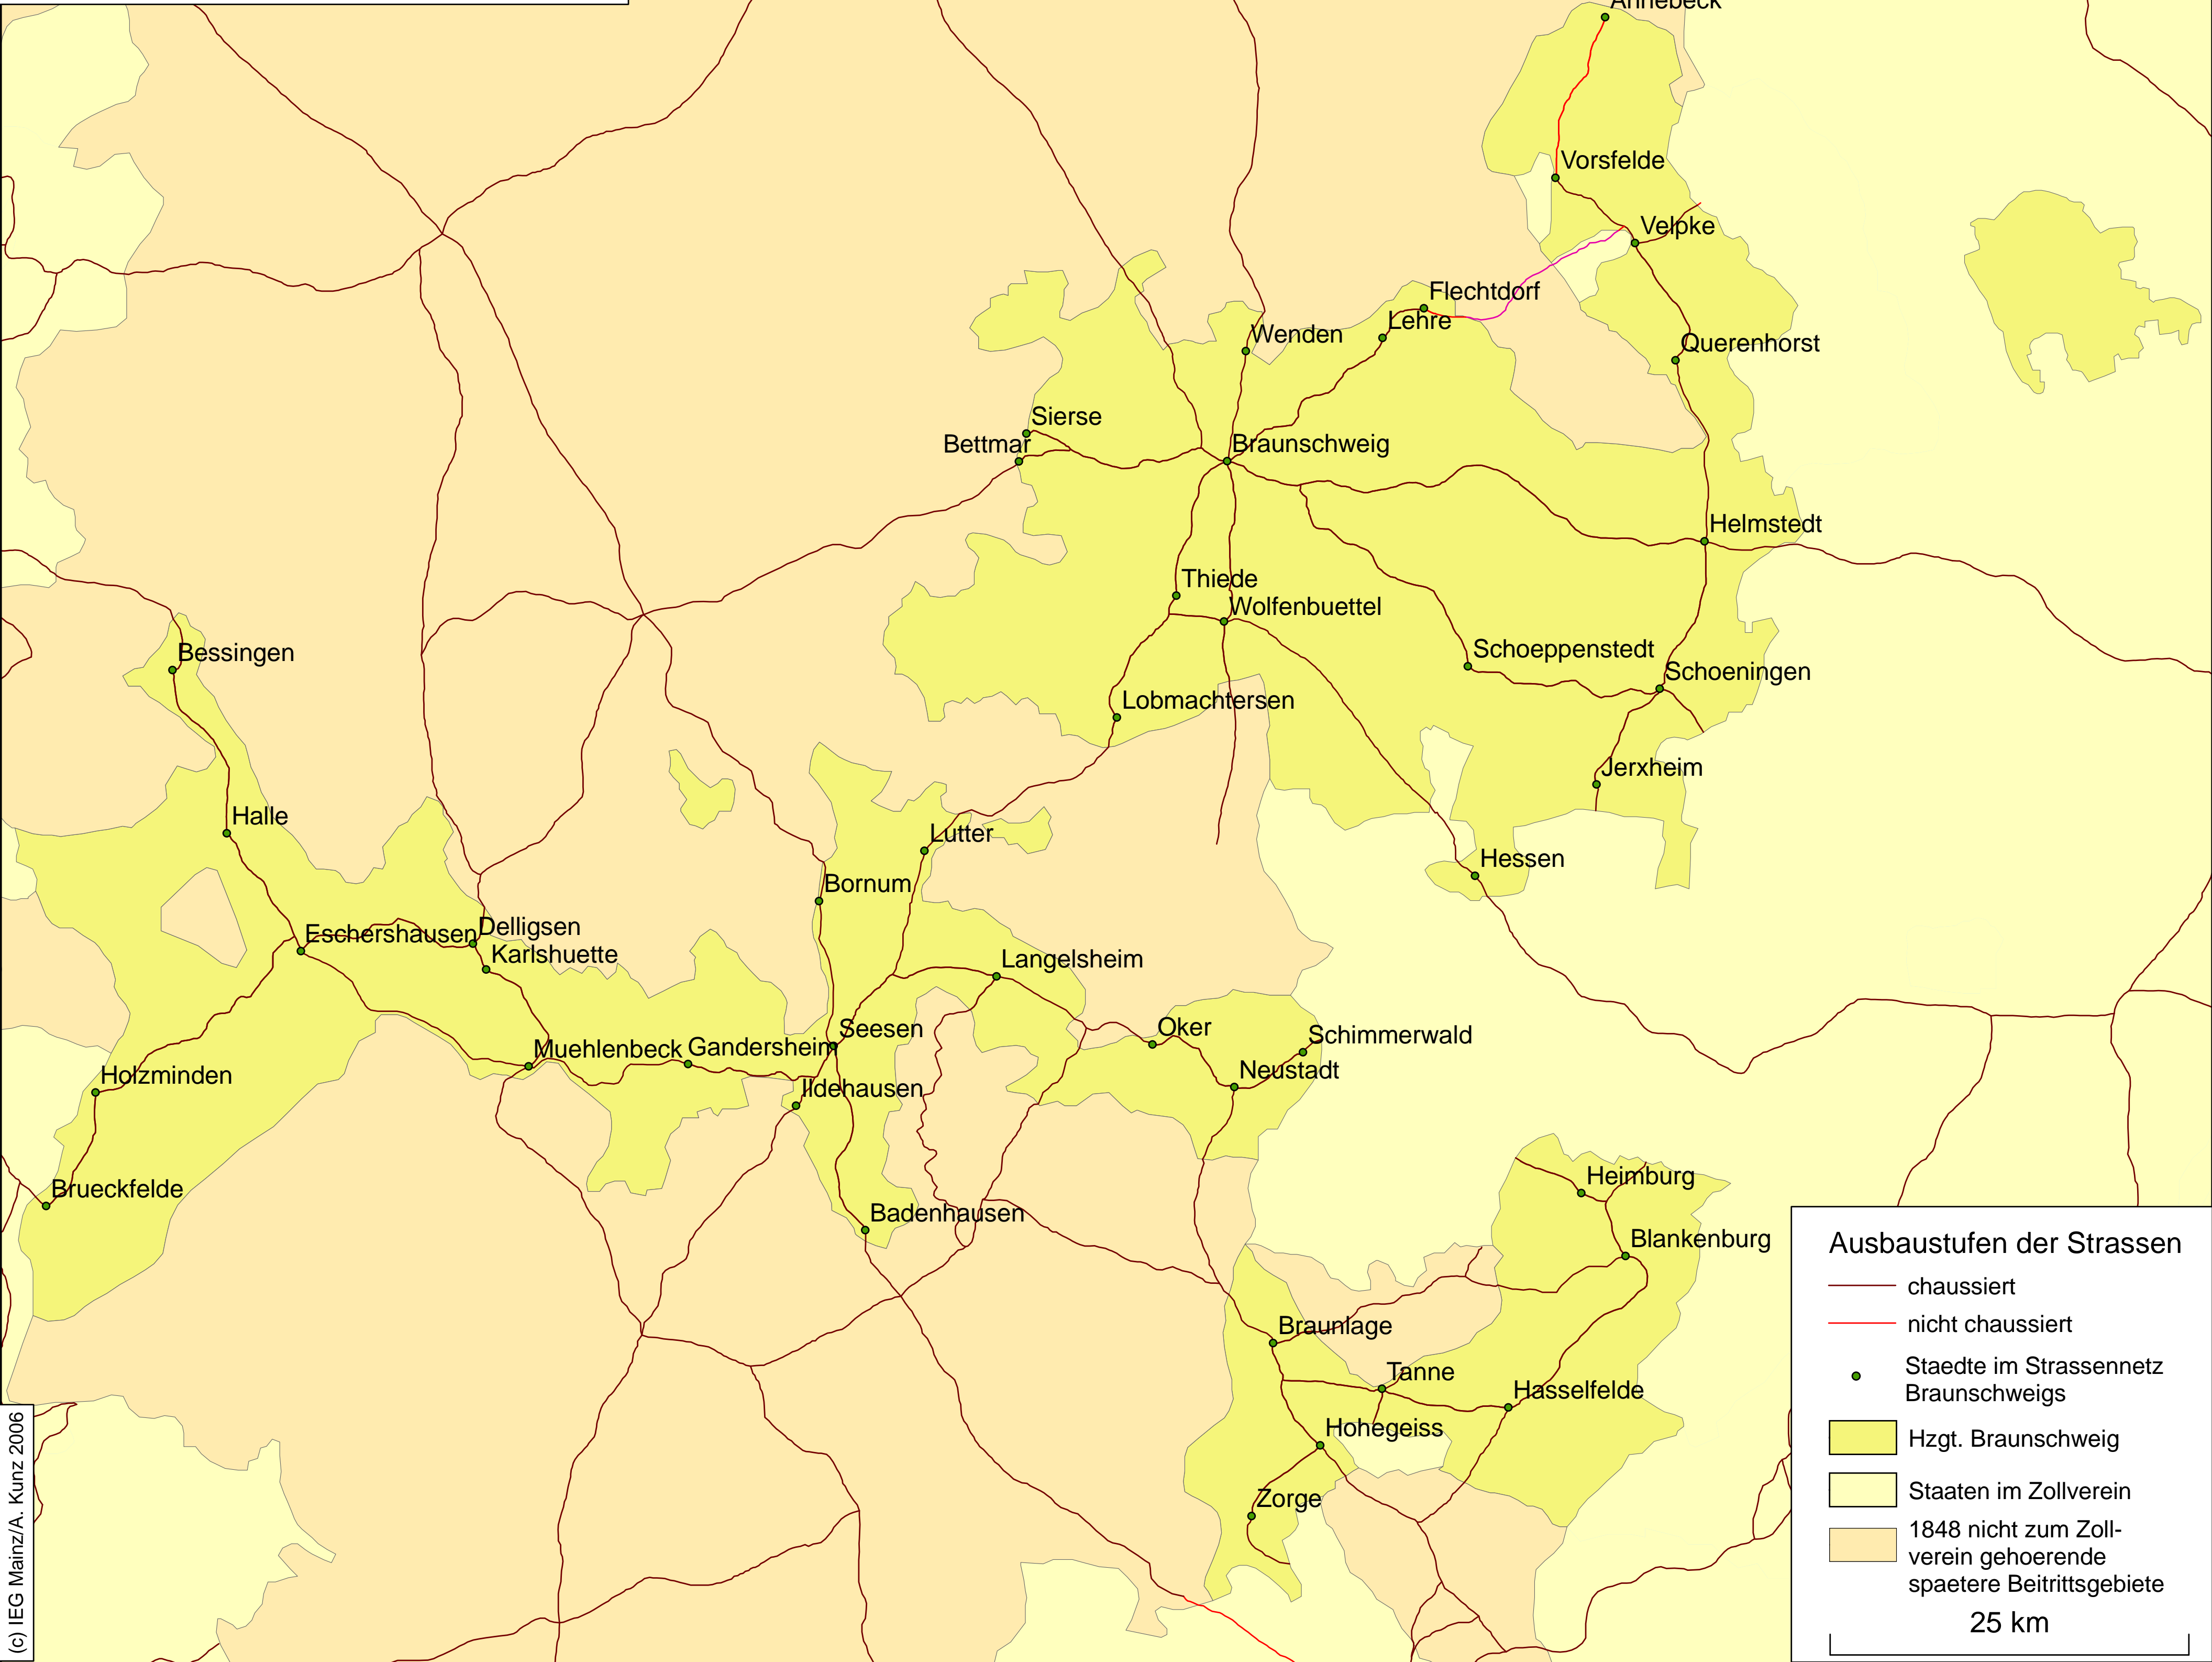 Ahnebeck
Vorsfelde
Velpke
Flechtdorf
Lehre
Wenden
Querenhorst
Sierse
Bettmar
Braunschweig
Helmstedt
Thiede
Wolfenbuettel
Bessingen
Schoeppenstedt
Schoeningen
Lobmachtersen
Jerxheim
Halle
Lutter
Hessen
Bornum
Eschershausen
Delligsen
Karlshuette
Langelsheim
Seesen
Oker
Schimmerwald
Muehlenbeck
Gandersheim
Holzminden
Neustadt
Ildehausen
Heimburg
Brueckfelde
Badenhausen
Blankenburg
Braunlage
Tanne
Hasselfelde
Hohegeiss
Zorge
Ausbaustufen der Strassen
chaussiert
nicht chaussiert
Staedte im Strassennetz
Braunschweigs
Hzgt. Braunschweig
Staaten im Zollverein
1848 nicht zum Zoll-
verein gehoerende
spaetere Beitrittsgebiete
25 km
(c) IEG Mainz/A. Kunz 2006